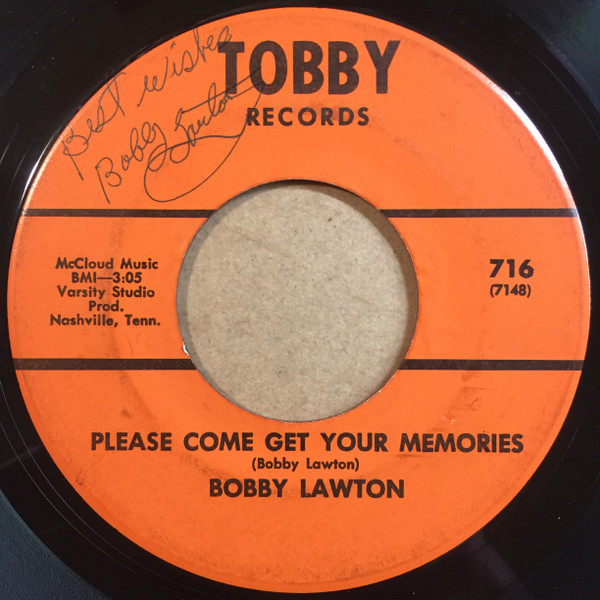 Best Wishes
Bobby Lawton
TOBBY
RECORDS
McCloud Music
BMI—3:05
Varsity Studio
Prod.
Nashville, Tenn.
716
(7148)
PLEASE COME GET YOUR MEMORIES
(Bobby Lawton)
BOBBY LAWTON